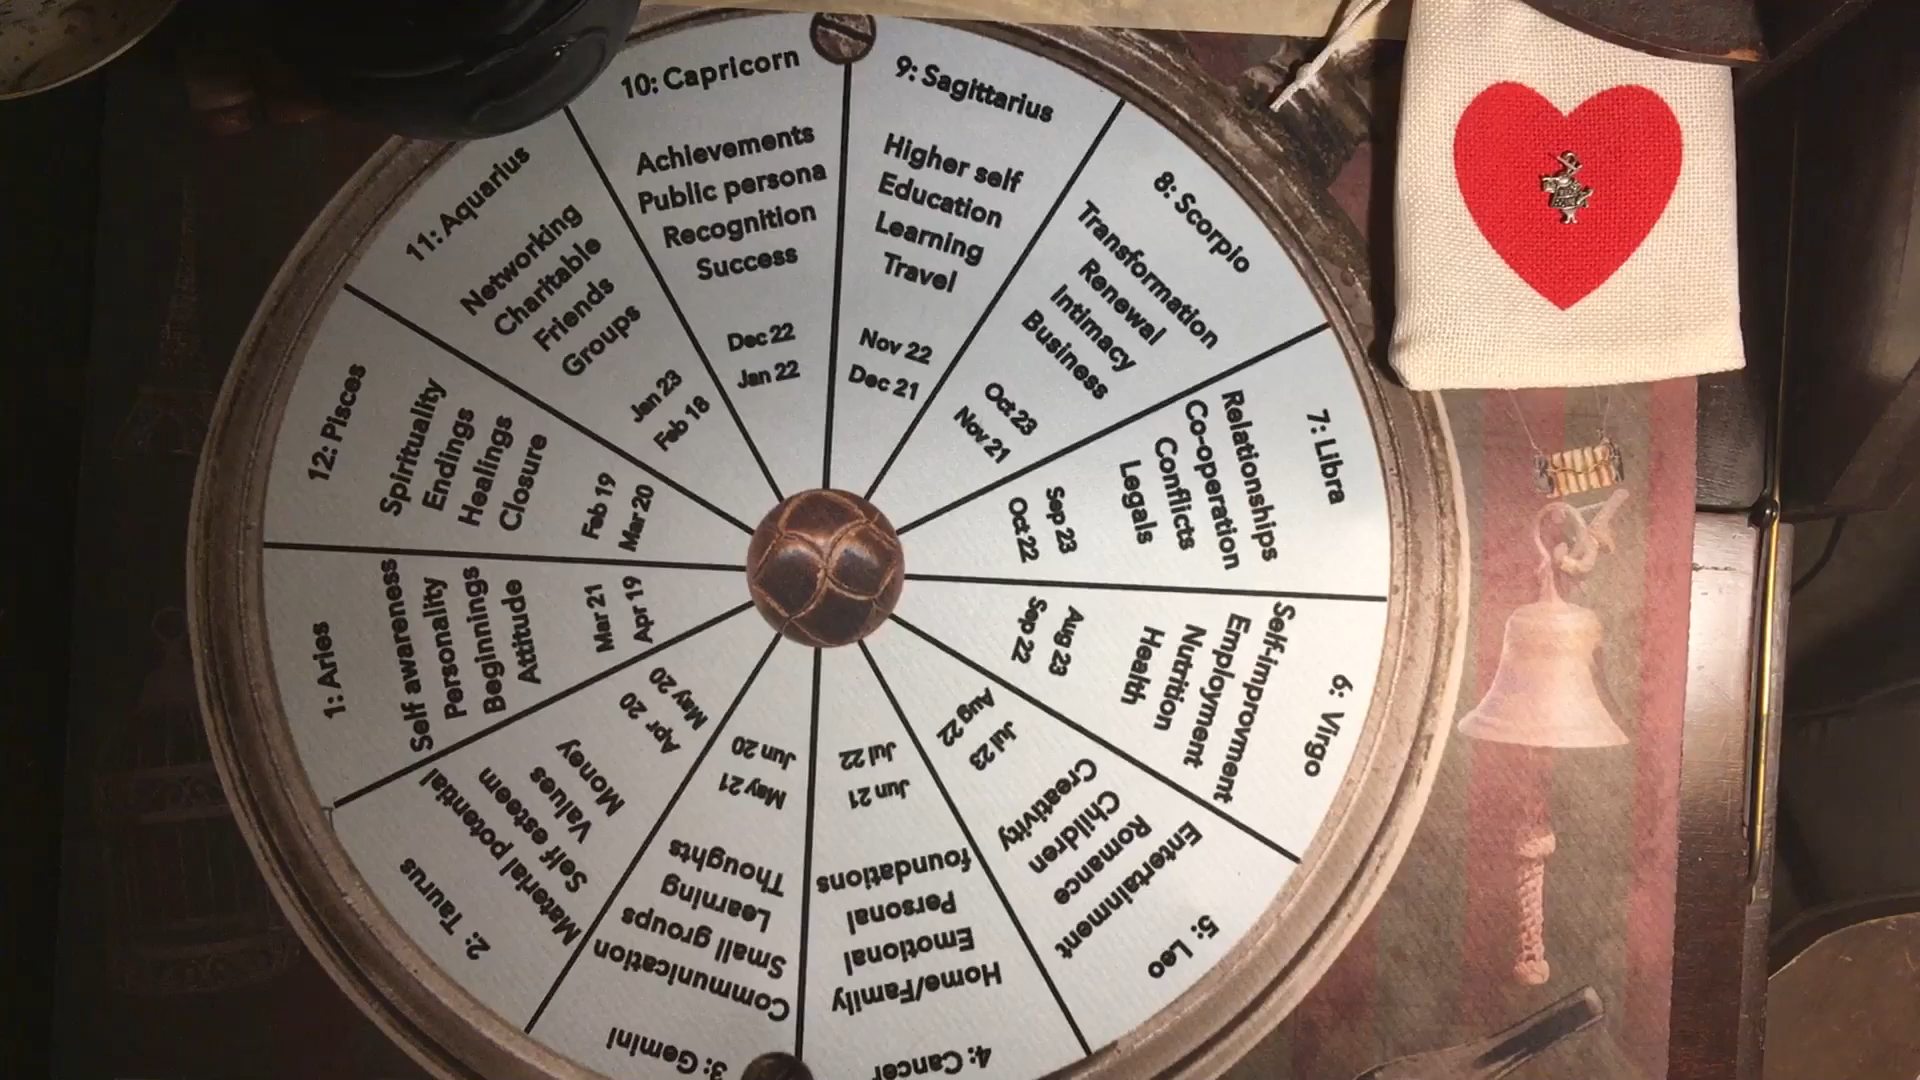 10: Capricorn
Achievements
Public persona
Recognition
Success
Dec 22
Jan 22
9: Sagittarius
Higher self
Education
Learning
Travel
Nov 22
Dec 21
8: Scorpio
Transformation
Renewal
Intimacy
Business
Oct 23
Nov 21
7: Libra
Relationships
Co-operation
Conflicts
Legals
Sep 23
Oct 22
6: Virgo
Self-improvment
Employment
Nutrition
Health
Aug 23
Sep 22
5: Leo
Entertainment
Romance
Children
Creativity
Jul 23
Aug 22
4: Cancer
Home/Family
Emotional
Personal
foundations
Jun 21
Jul 22
3: Gemini
Communication
Small groups
Learning
Thoughts
May 21
Jun 20
2: Taurus
Material potential
Self esteem
Values
Money
Apr 20
May 20
1: Aries
Self awareness
Personality
Beginnings
Attitude
Mar 21
Apr 19
12: Pisces
Spirituality
Endings
Healings
Closure
Feb 19
Mar 20
11: Aquarius
Networking
Charitable
Friends
Groups
Jan 23
Feb 18